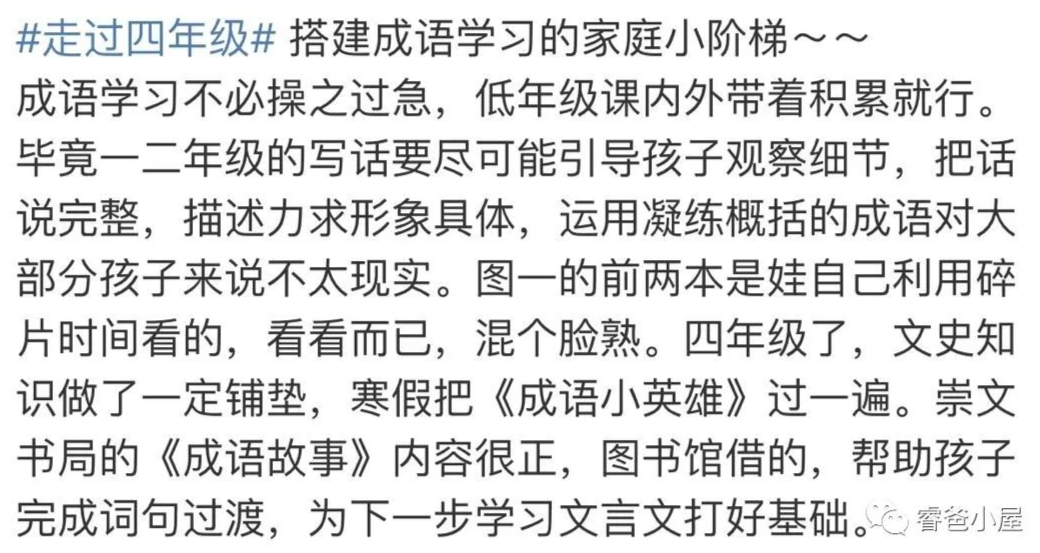 #走过四年级# 搭建成语学习的家庭小阶梯～～
成语学习不必操之过急，低年级课内外带着积累就行。
毕竟一二年级的写话要尽可能引导孩子观察细节，把话
说完整，描述力求形象具体，运用凝练概括的成语对大
部分孩子来说不太现实。图一的前两本是娃自己利用碎
片时间看的，看看而已，混个脸熟。四年级了，文史知
识做了一定铺垫，寒假把《成语小英雄》过一遍。崇文
书局的《成语故事》内容很正，图书馆借的，帮助孩子
完成词句过渡，为下一步学习文言文打好基础。
睿爸小屋